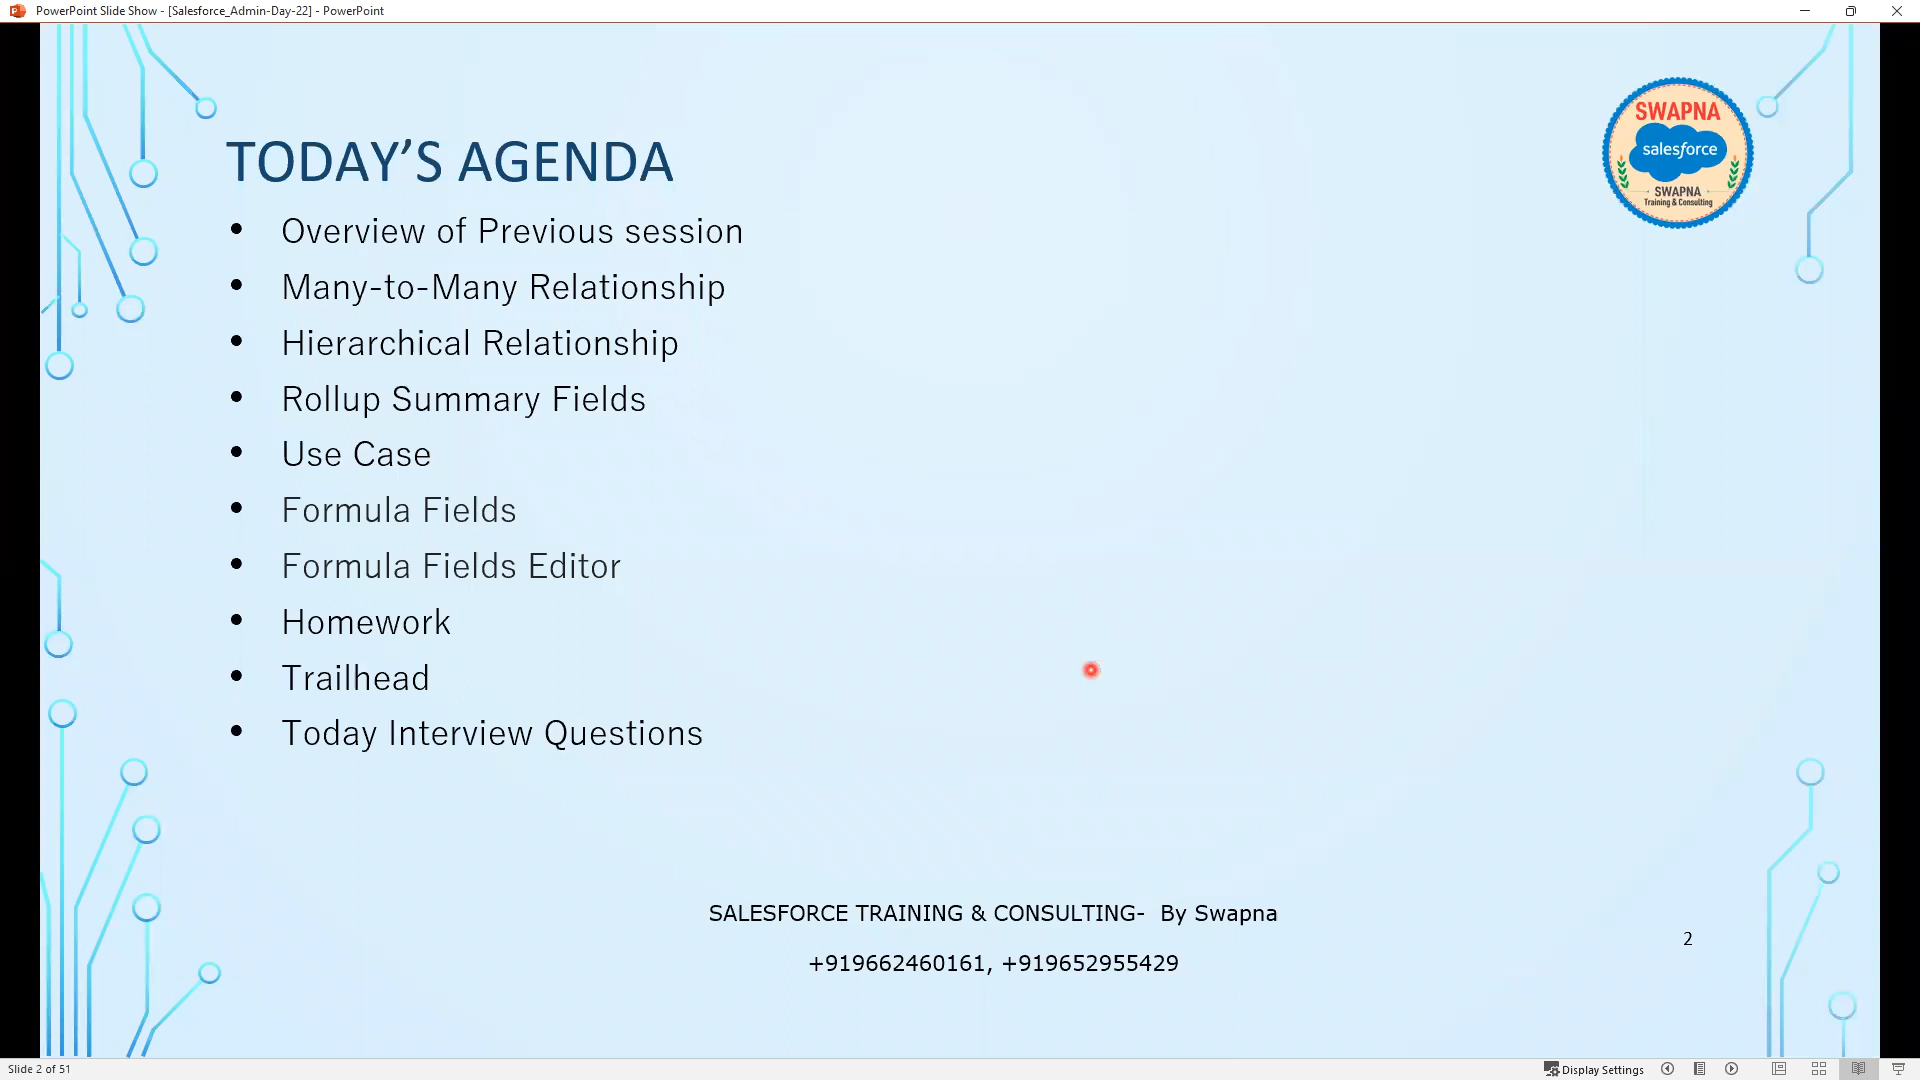 PowerPoint Slide Show - [Salesforce_Admin-Day-22] - PowerPoint
SWAPNA
salesforce
SWAPNA
Training & Consulting
TODAY’S AGENDA
• Overview of Previous session
• Many-to-Many Relationship
• Hierarchical Relationship
• Rollup Summary Fields
• Use Case
• Formula Fields
• Formula Fields Editor
• Homework
• Trailhead
• Today Interview Questions
SALESFORCE TRAINING & CONSULTING- By Swapna
+919662460161, +919652955429
2
Slide 2 of 51
Display Settings